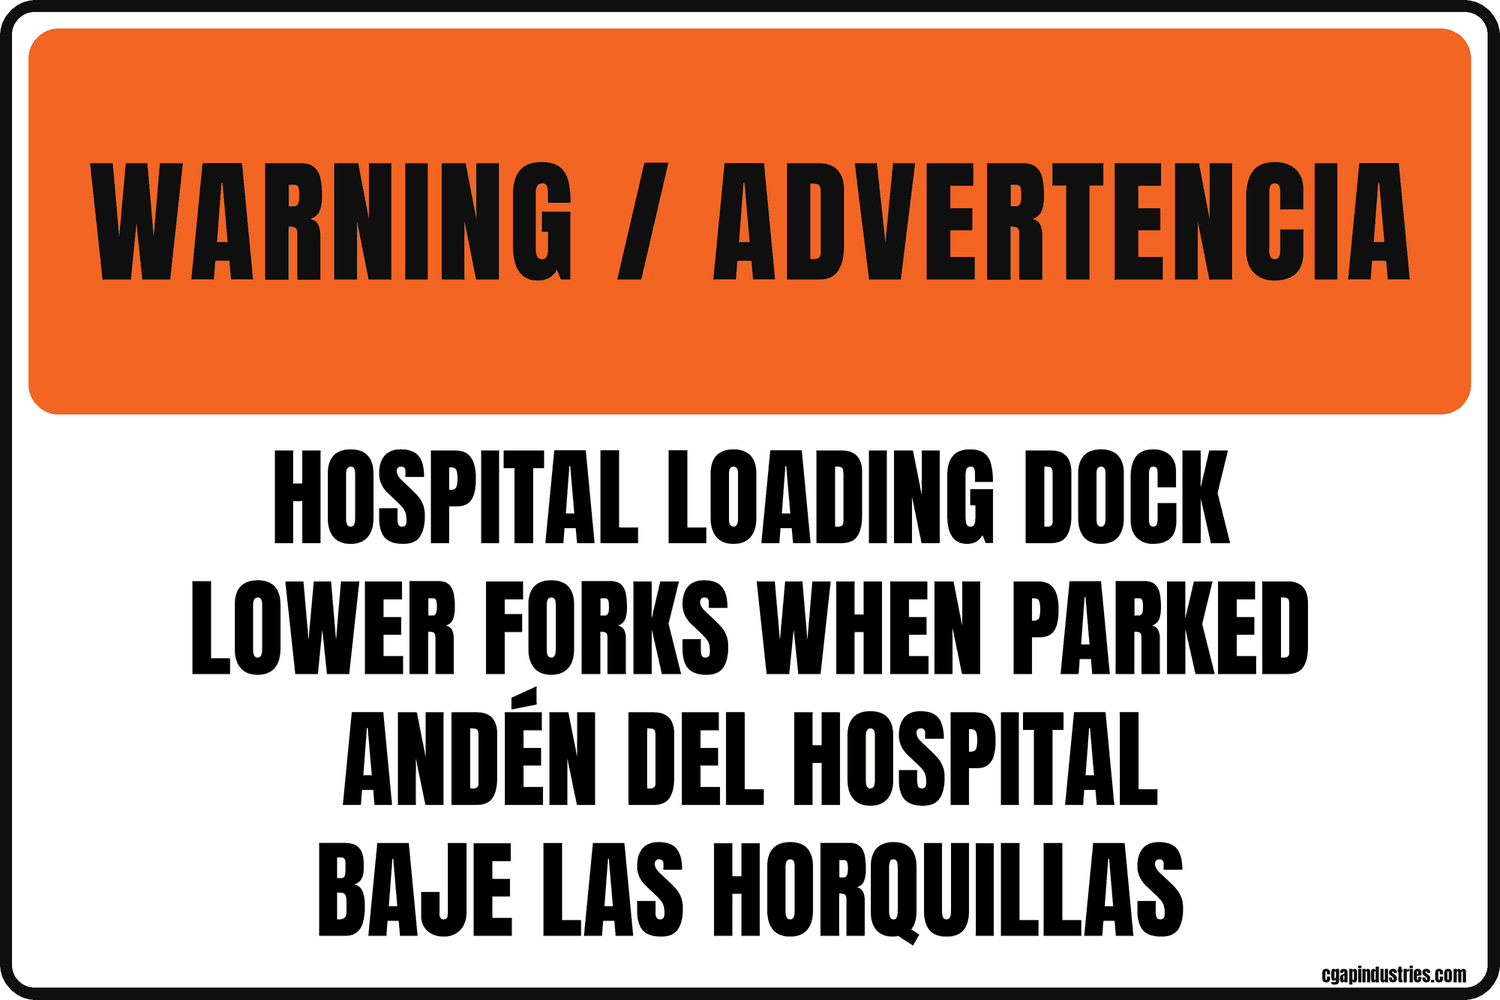 WARNING / ADVERTENCIA
HOSPITAL LOADING DOCK
LOWER FORKS WHEN PARKED
ANDÉN DEL HOSPITAL
BAJE LAS HORQUILLAS
cgapindustries.com